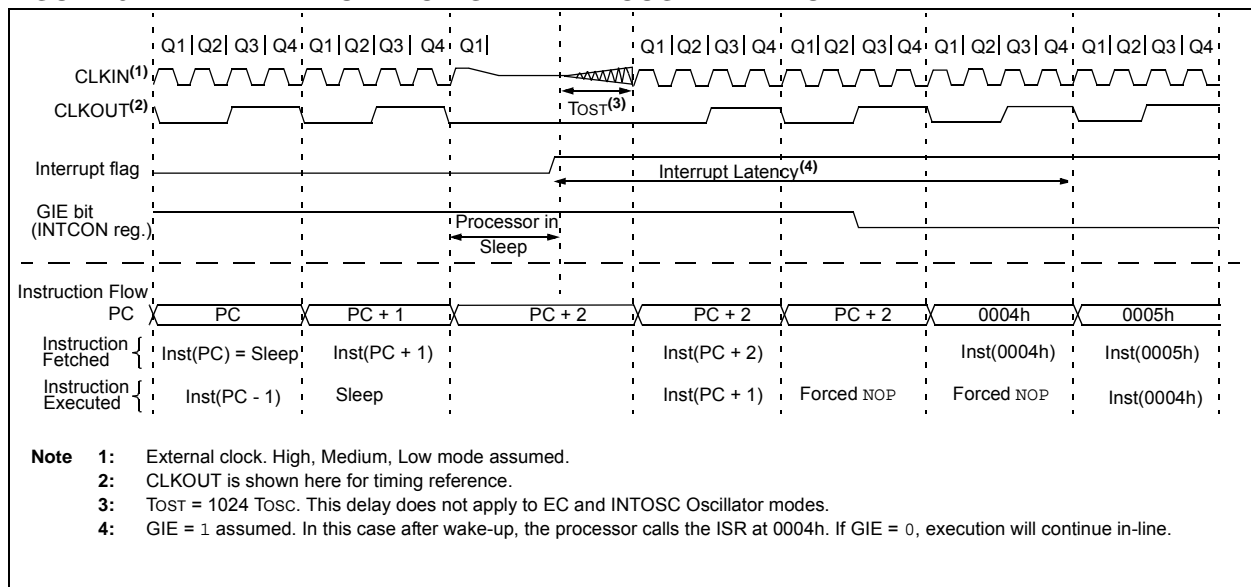 Q1| Q2| Q3| Q4 Q1| Q2| Q3| Q4 Q1| Q1| Q2| Q3| Q4 Q1| Q2| Q3| Q4 Q1| Q2| Q3| Q4 Q1| Q2| Q3| Q4
CLKIN(1)
CLKOUT(2)
TOST(3)
Interrupt flag
Interrupt Latency(4)
GIE bit
(INTCON reg.)
Processor in
Sleep
Instruction Flow
PC PC PC + 1 PC + 2 PC + 2 PC + 2 0004h 0005h
Instruction
Fetched
Inst(PC) = Sleep Inst(PC + 1) Inst(PC + 2) Inst(0004h) Inst(0005h)
Instruction
Executed
Inst(PC - 1) Sleep Inst(PC + 1) Forced NOP Forced NOP Inst(0004h)
Note 1: External clock. High, Medium, Low mode assumed.
2: CLKOUT is shown here for timing reference.
3: TOST = 1024 TOSC. This delay does not apply to EC and INTOSC Oscillator modes.
4: GIE = 1 assumed. In this case after wake-up, the processor calls the ISR at 0004h. If GIE = 0, execution will continue in-line.